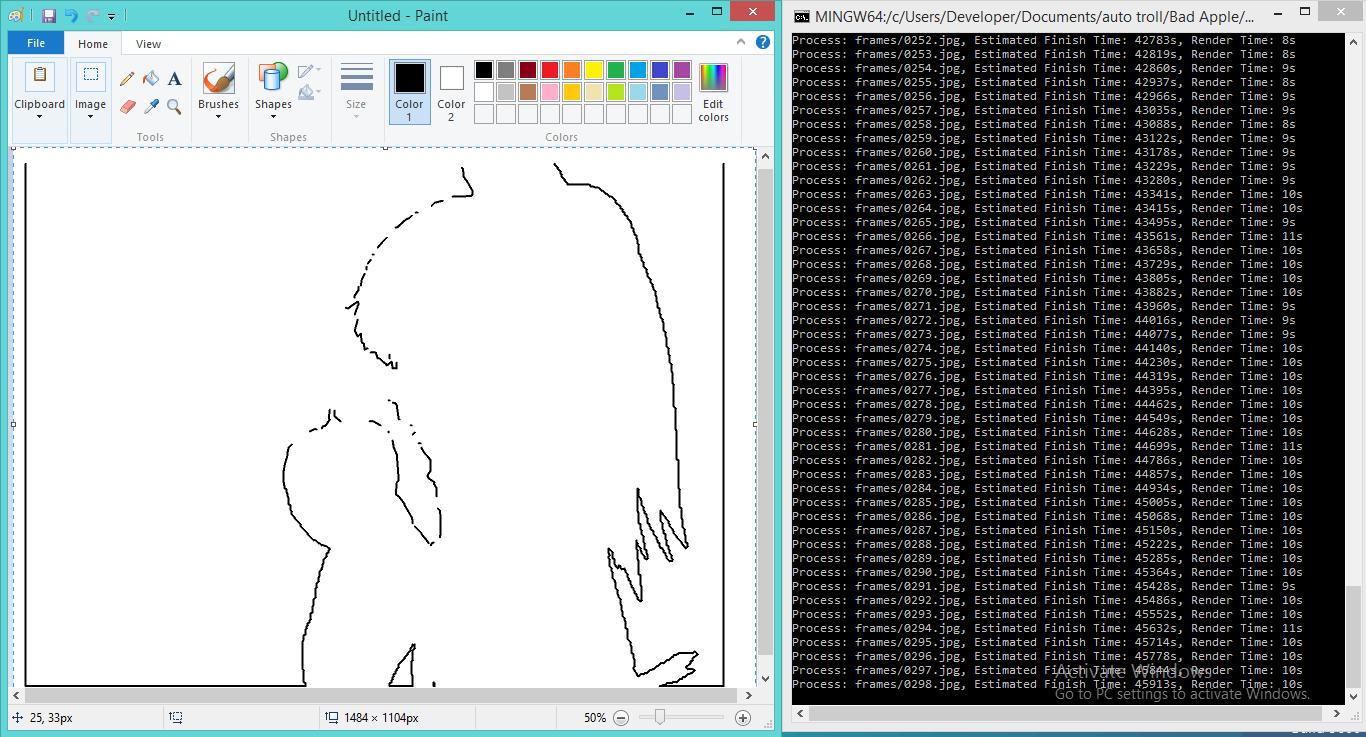 Untitled - Paint
File Home View
Clipboard
Image
A
Tools
Brushes
Shapes
Shapes
Size
Color 1
Color 2
Edit colors
Colors
25, 33px
1484 × 1104px
50%
MINGW64:/c/Users/Developer/Documents/auto troll/Bad Apple/...
Process: frames/0252.jpg, Estimated Finish Time: 42783s, Render Time: 8s
Process: frames/0253.jpg, Estimated Finish Time: 42819s, Render Time: 8s
Process: frames/0254.jpg, Estimated Finish Time: 42860s, Render Time: 9s
Process: frames/0255.jpg, Estimated Finish Time: 42937s, Render Time: 8s
Process: frames/0256.jpg, Estimated Finish Time: 42966s, Render Time: 9s
Process: frames/0257.jpg, Estimated Finish Time: 43035s, Render Time: 9s
Process: frames/0258.jpg, Estimated Finish Time: 43088s, Render Time: 8s
Process: frames/0259.jpg, Estimated Finish Time: 43122s, Render Time: 9s
Process: frames/0260.jpg, Estimated Finish Time: 43178s, Render Time: 9s
Process: frames/0261.jpg, Estimated Finish Time: 43229s, Render Time: 9s
Process: frames/0262.jpg, Estimated Finish Time: 43280s, Render Time: 9s
Process: frames/0263.jpg, Estimated Finish Time: 43341s, Render Time: 10s
Process: frames/0264.jpg, Estimated Finish Time: 43415s, Render Time: 10s
Process: frames/0265.jpg, Estimated Finish Time: 43495s, Render Time: 9s
Process: frames/0266.jpg, Estimated Finish Time: 43561s, Render Time: 11s
Process: frames/0267.jpg, Estimated Finish Time: 43658s, Render Time: 10s
Process: frames/0268.jpg, Estimated Finish Time: 43729s, Render Time: 10s
Process: frames/0269.jpg, Estimated Finish Time: 43805s, Render Time: 10s
Process: frames/0270.jpg, Estimated Finish Time: 43882s, Render Time: 10s
Process: frames/0271.jpg, Estimated Finish Time: 43960s, Render Time: 9s
Process: frames/0272.jpg, Estimated Finish Time: 44016s, Render Time: 9s
Process: frames/0273.jpg, Estimated Finish Time: 44077s, Render Time: 9s
Process: frames/0274.jpg, Estimated Finish Time: 44140s, Render Time: 10s
Process: frames/0275.jpg, Estimated Finish Time: 44230s, Render Time: 10s
Process: frames/0276.jpg, Estimated Finish Time: 44319s, Render Time: 10s
Process: frames/0277.jpg, Estimated Finish Time: 44395s, Render Time: 10s
Process: frames/0278.jpg, Estimated Finish Time: 44462s, Render Time: 10s
Process: frames/0279.jpg, Estimated Finish Time: 44549s, Render Time: 10s
Process: frames/0280.jpg, Estimated Finish Time: 44628s, Render Time: 10s
Process: frames/0281.jpg, Estimated Finish Time: 44699s, Render Time: 11s
Process: frames/0282.jpg, Estimated Finish Time: 44786s, Render Time: 10s
Process: frames/0283.jpg, Estimated Finish Time: 44857s, Render Time: 10s
Process: frames/0284.jpg, Estimated Finish Time: 44934s, Render Time: 10s
Process: frames/0285.jpg, Estimated Finish Time: 45005s, Render Time: 10s
Process: frames/0286.jpg, Estimated Finish Time: 45068s, Render Time: 10s
Process: frames/0287.jpg, Estimated Finish Time: 45150s, Render Time: 10s
Process: frames/0288.jpg, Estimated Finish Time: 45222s, Render Time: 10s
Process: frames/0289.jpg, Estimated Finish Time: 45285s, Render Time: 10s
Process: frames/0290.jpg, Estimated Finish Time: 45364s, Render Time: 10s
Process: frames/0291.jpg, Estimated Finish Time: 45428s, Render Time: 9s
Process: frames/0292.jpg, Estimated Finish Time: 45486s, Render Time: 10s
Process: frames/0293.jpg, Estimated Finish Time: 45552s, Render Time: 10s
Process: frames/0294.jpg, Estimated Finish Time: 45632s, Render Time: 11s
Process: frames/0295.jpg, Estimated Finish Time: 45714s, Render Time: 10s
Process: frames/0296.jpg, Estimated Finish Time: 45778s, Render Time: 10s
Process: frames/0297.jpg, Estimated Finish Time: 45844s, Render Time: 10s
Process: frames/0298.jpg, Estimated Finish Time: 45913s, Render Time: 10s
Activate Windows
Go to PC settings to activate Windows.